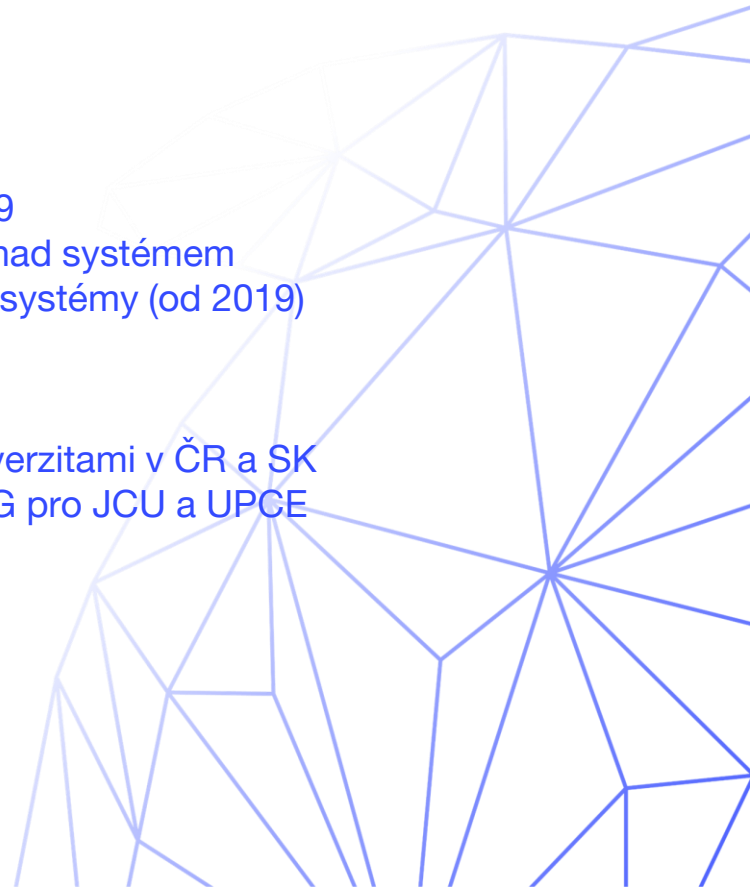 9
nad systémem
systémy (od 2019)
verzitami v ČR a SK
G pro JCU a UPCE